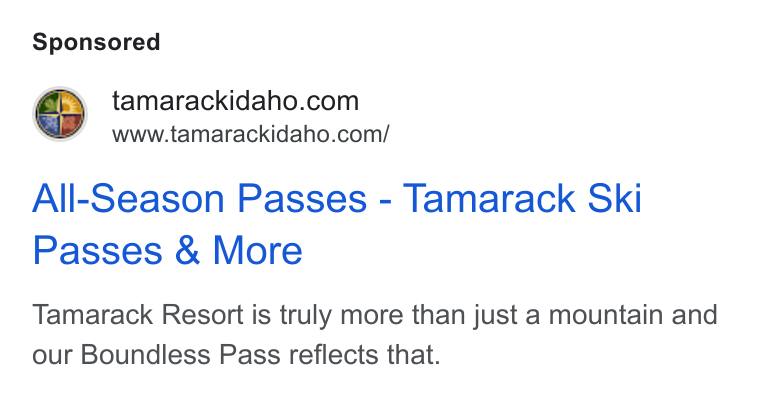 Sponsored
tamarackidaho.com
www.tamarackidaho.com/
All-Season Passes - Tamarack Ski
Passes & More
Tamarack Resort is truly more than just a mountain and
our Boundless Pass reflects that.